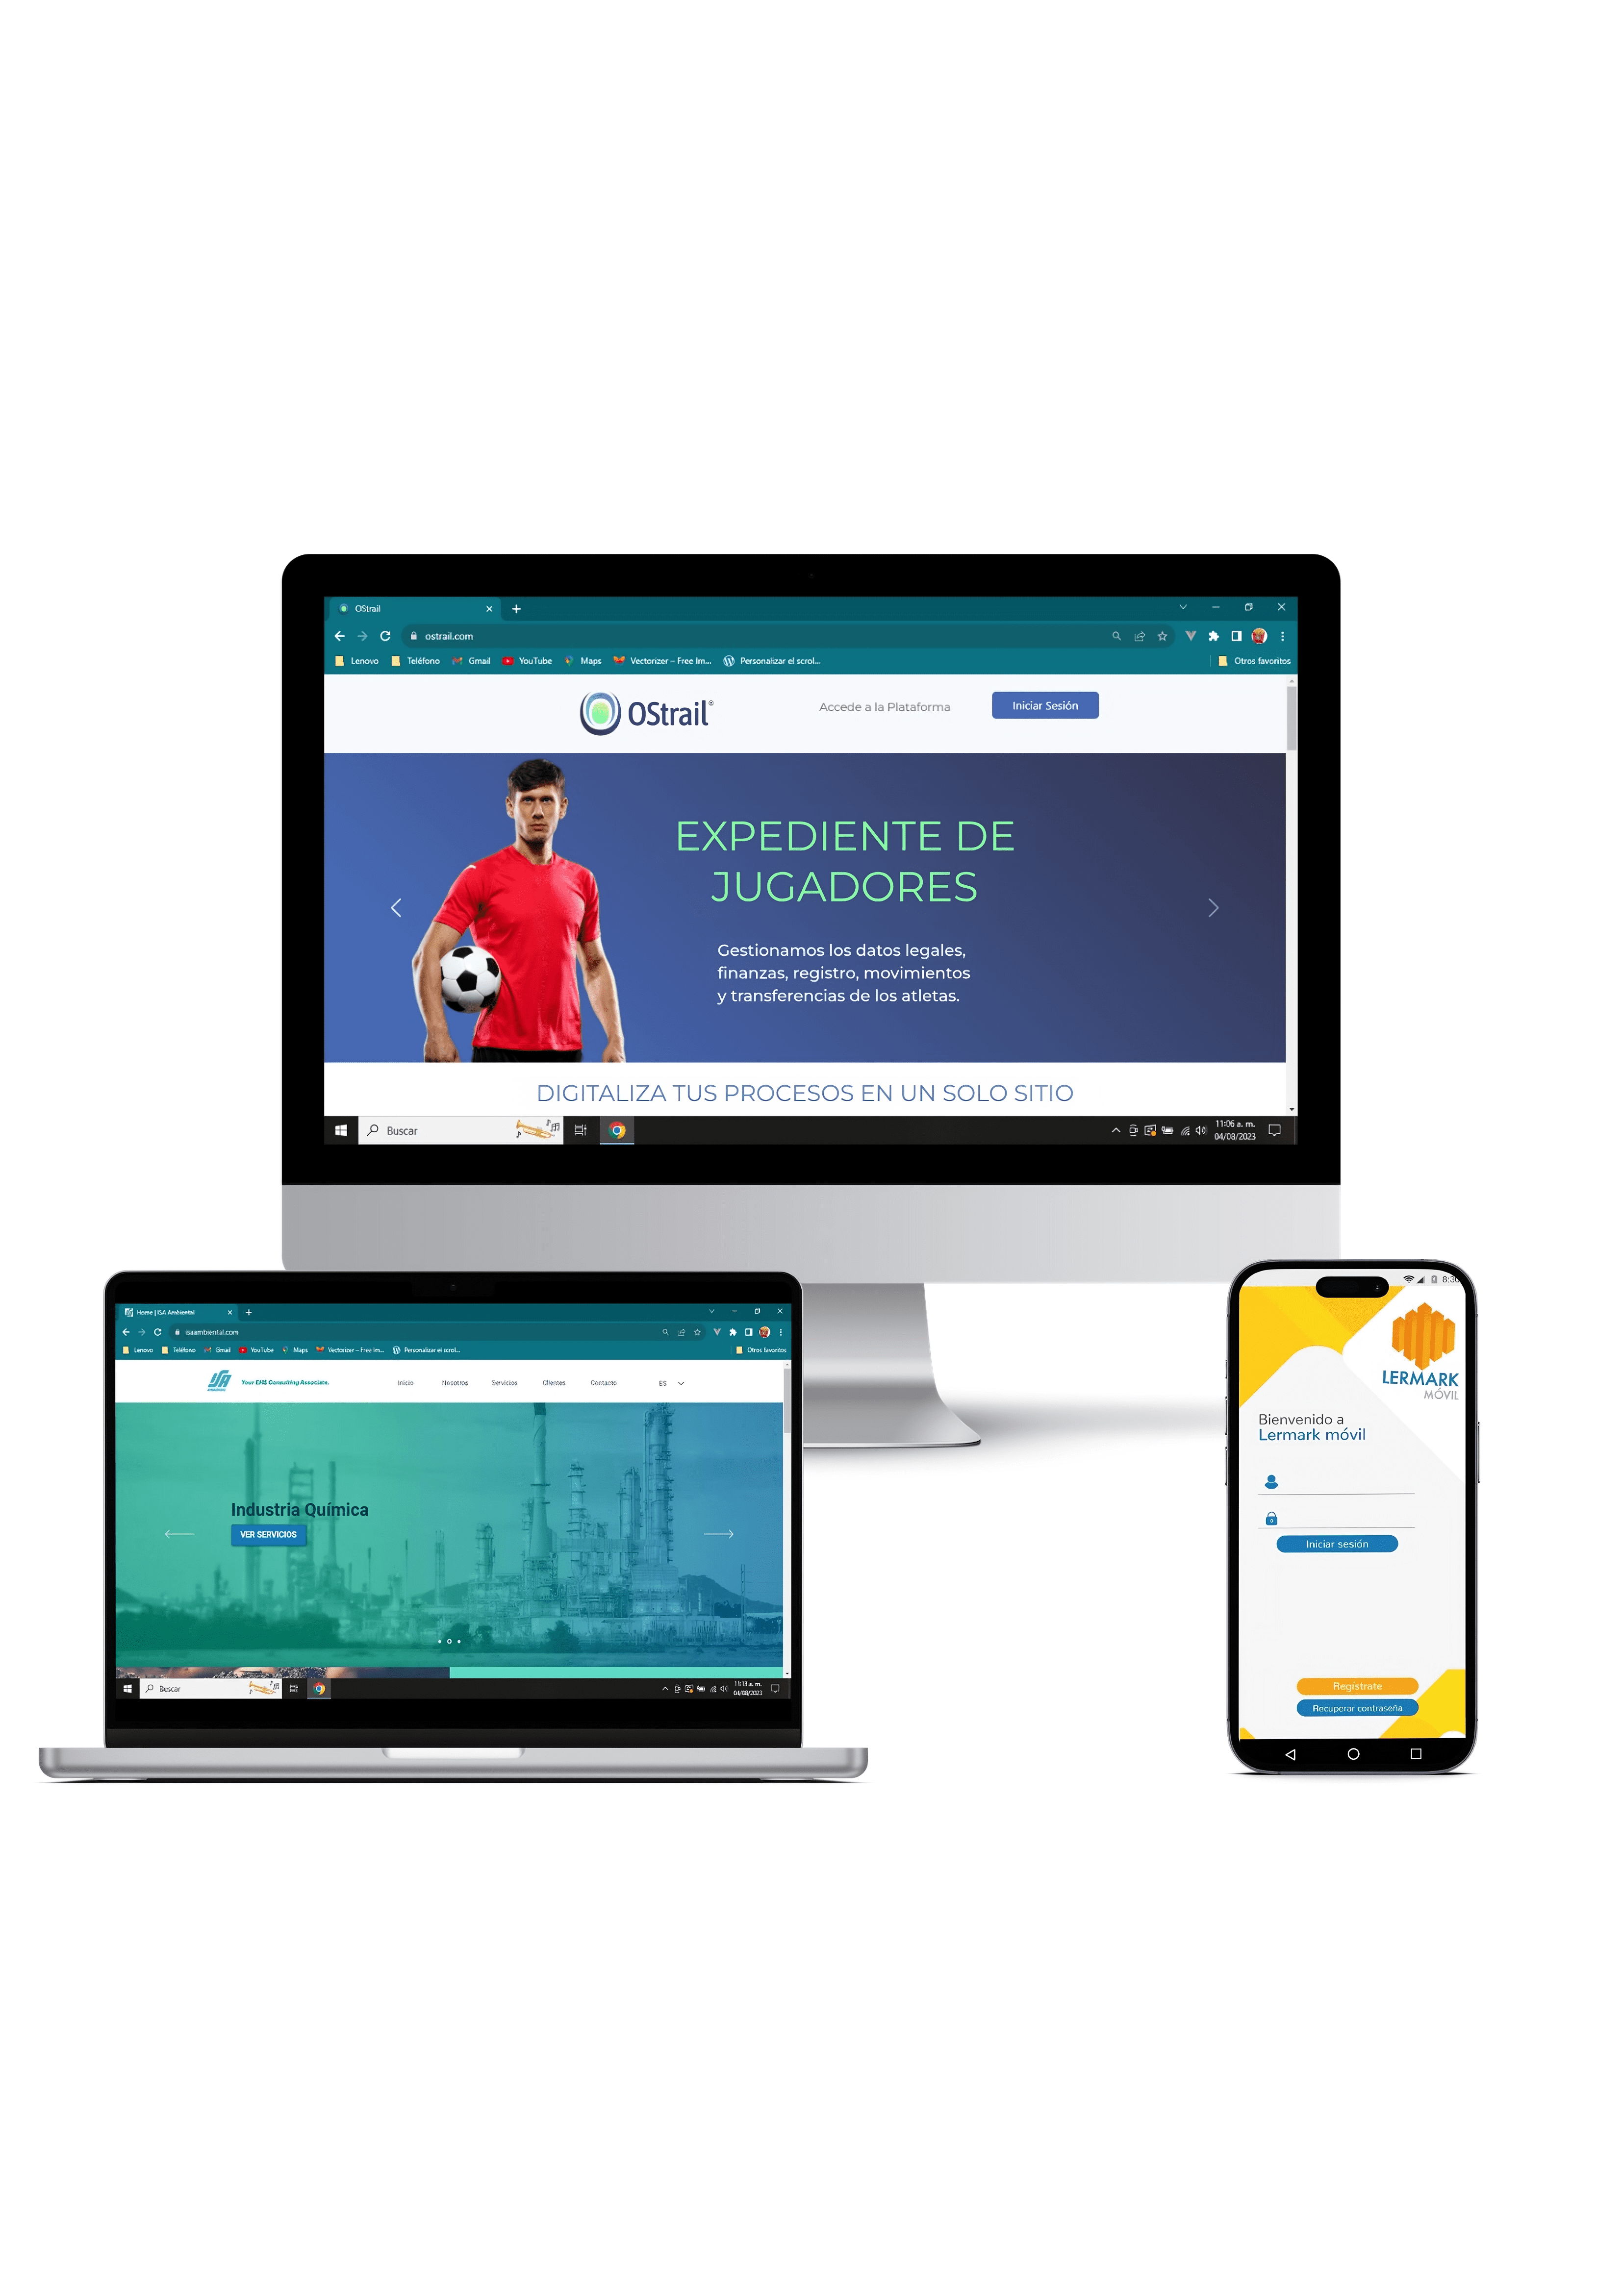 OStrail
ostrail.com
Lenovo Teléfono Gmail YouTube Maps Vectorizer – Free Im... Personalizar el scrol... Otros favoritos
OStrail®
Accede a la Plataforma
Iniciar Sesión
EXPEDIENTE DE
JUGADORES
Gestionamos los datos legales,
finanzas, registro, movimientos
y transferencias de los atletas.
DIGITALIZA TUS PROCESOS EN UN SOLO SITIO
Buscar
11:06 a. m.
04/08/2023
Home | ISA Ambiental
isaambiental.com
Lenovo Teléfono Gmail YouTube Maps Vectorizer – Free Im... Personalizar el scrol... Otros favoritos
ISA
Your EHS Consulting Associate.
Inicio Nosotros Servicios Clientes Contacto ES
Industria Química
VER SERVICIOS
Buscar
11:13 a. m.
04/08/2023
8:30
LERMARK
MÓVIL
Bienvenido a
Lermark móvil
Iniciar sesión
Regístrate
Recuperar contraseña